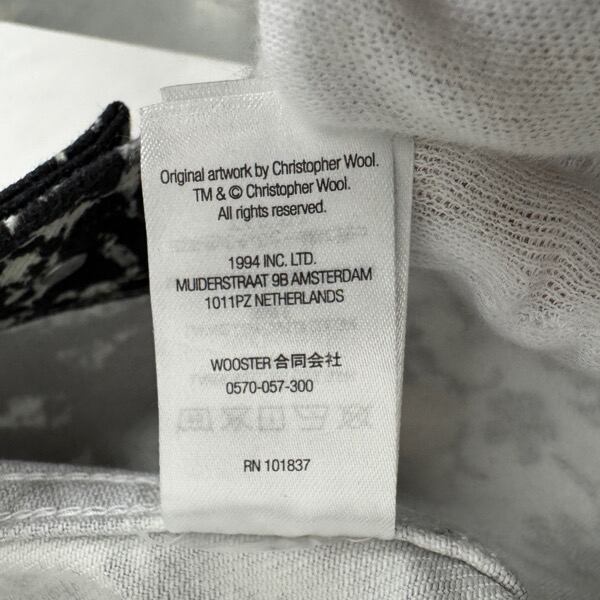 Original artwork by Christopher Wool.
TM & © Christopher Wool.
All rights reserved.
1994 INC. LTD.
MUIDERSTRAAT 9B AMSTERDAM
1011PZ NETHERLANDS
WOOSTER 合同会社
0570-057-300
RN 101837